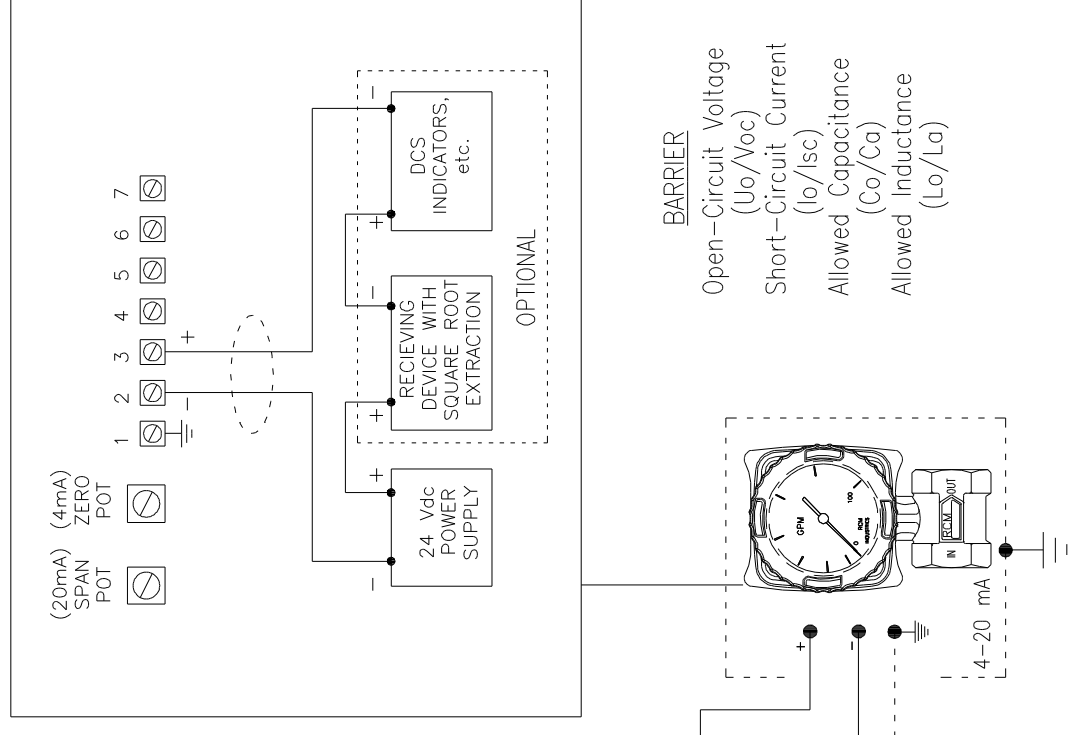 (20mA)
SPAN
POT
(4mA)
ZERO
POT
1 2 3 4 5 6 7
- +
24 Vdc
POWER
SUPPLY
- +
RECIEVING
DEVICE WITH
SQUARE ROOT
EXTRACTION
+ -
DCS
INDICATORS,
etc.
+ -
OPTIONAL
BARRIER
Open-Circuit Voltage
(Uo/Voc)
Short-Circuit Current
(Io/Isc)
Allowed Capacitance
(Co/Ca)
Allowed Inductance
(Lo/La)
GPM
0 100
RCM
INDUSTRIES
IN RCM OUT
+
-
4-20 mA